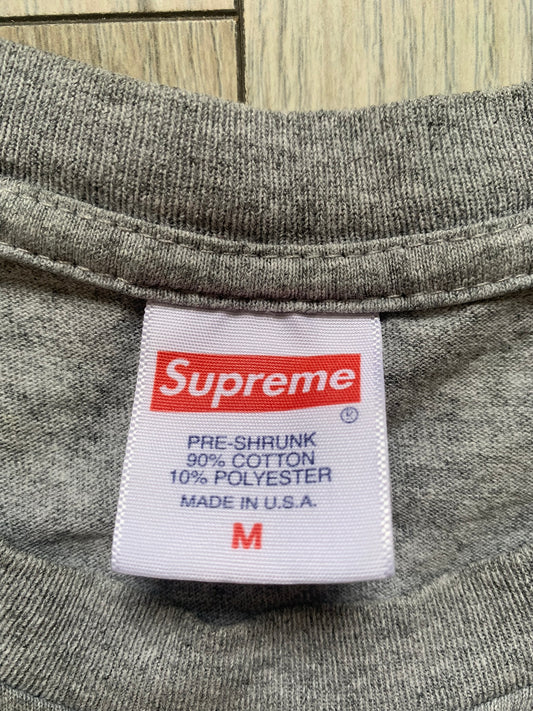 Supreme
®
PRE-SHRUNK
90% COTTON
10% POLYESTER
MADE IN U.S.A.
M